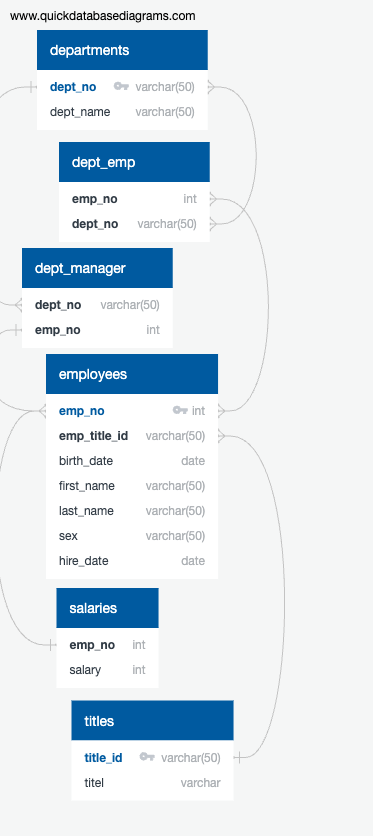 www.quickdatabasediagrams.com
departments
dept_no varchar(50)
dept_name varchar(50)
dept_emp
emp_no int
dept_no varchar(50)
dept_manager
dept_no varchar(50)
emp_no int
employees
emp_no int
emp_title_id varchar(50)
birth_date date
first_name varchar(50)
last_name varchar(50)
sex varchar(50)
hire_date date
salaries
emp_no int
salary int
titles
title_id varchar(50)
titel varchar